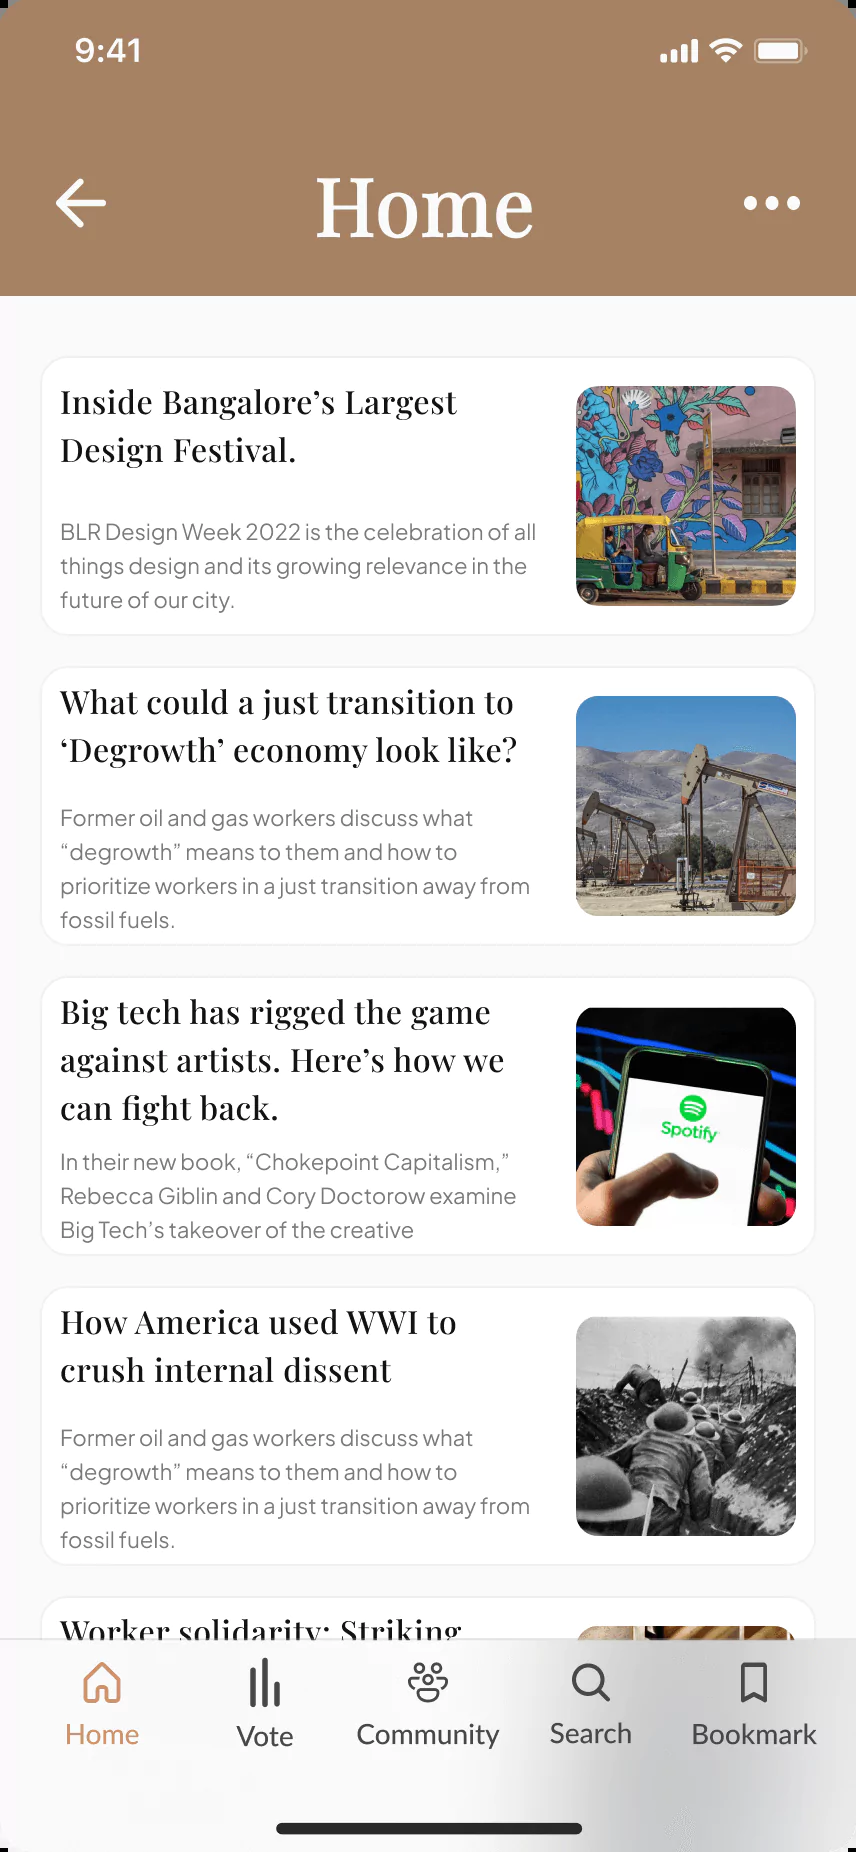 9:41
Home
Inside Bangalore’s Largest
Design Festival.
BLR Design Week 2022 is the celebration of all
things design and its growing relevance in the
future of our city.
What could a just transition to
‘Degrowth’ economy look like?
Former oil and gas workers discuss what
“degrowth” means to them and how to
prioritize workers in a just transition away from
fossil fuels.
Big tech has rigged the game
against artists. Here’s how we
can fight back.
In their new book, “Chokepoint Capitalism,”
Rebecca Giblin and Cory Doctorow examine
Big Tech’s takeover of the creative
Spotify
How America used WWI to
crush internal dissent
Former oil and gas workers discuss what
“degrowth” means to them and how to
prioritize workers in a just transition away from
fossil fuels.
Worker solidarity: Striking
Home
Vote
Community
Search
Bookmark